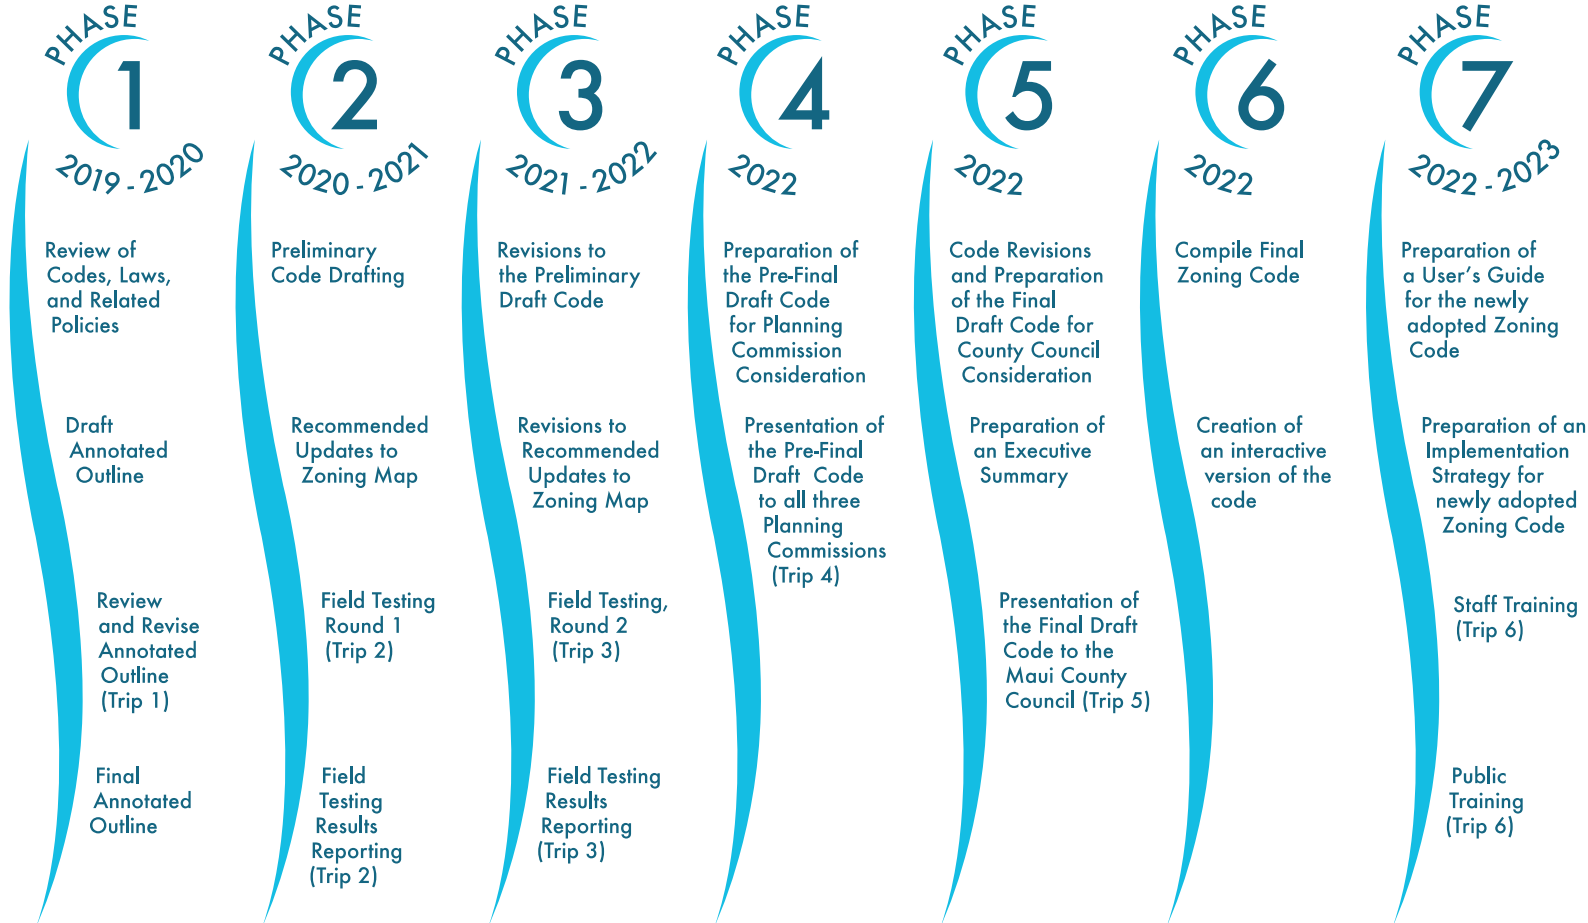 PHASE
1
2019 - 2020
Review of
Codes, Laws,
and Related
Policies
Draft
Annotated
Outline
Review
and Revise
Annotated
Outline
(Trip 1)
Final
Annotated
Outline
PHASE
2
2020 - 2021
Preliminary
Code Drafting
Recommended
Updates to
Zoning Map
Field Testing
Round 1
(Trip 2)
Field
Testing
Results
Reporting
(Trip 2)
PHASE
3
2021 - 2022
Revisions to
the Preliminary
Draft Code
Revisions to
Recommended
Updates to
Zoning Map
Field Testing,
Round 2
(Trip 3)
Field Testing
Results
Reporting
(Trip 3)
PHASE
4
2022
Preparation of
the Pre-Final
Draft Code
for Planning
Commission
Consideration
Presentation of
the Pre-Final
Draft Code
to all three
Planning
Commissions
(Trip 4)
PHASE
5
2022
Code Revisions
and Preparation
of the Final
Draft Code for
County Council
Consideration
Preparation of
an Executive
Summary
Presentation of
the Final Draft
Code to the
Maui County
Council (Trip 5)
PHASE
6
2022
Compile Final
Zoning Code
Creation of
an interactive
version of the
code
PHASE
7
2022 - 2023
Preparation of
a User's Guide
for the newly
adopted Zoning
Code
Preparation of an
Implementation
Strategy for
newly adopted
Zoning Code
Staff Training
(Trip 6)
Public
Training
(Trip 6)